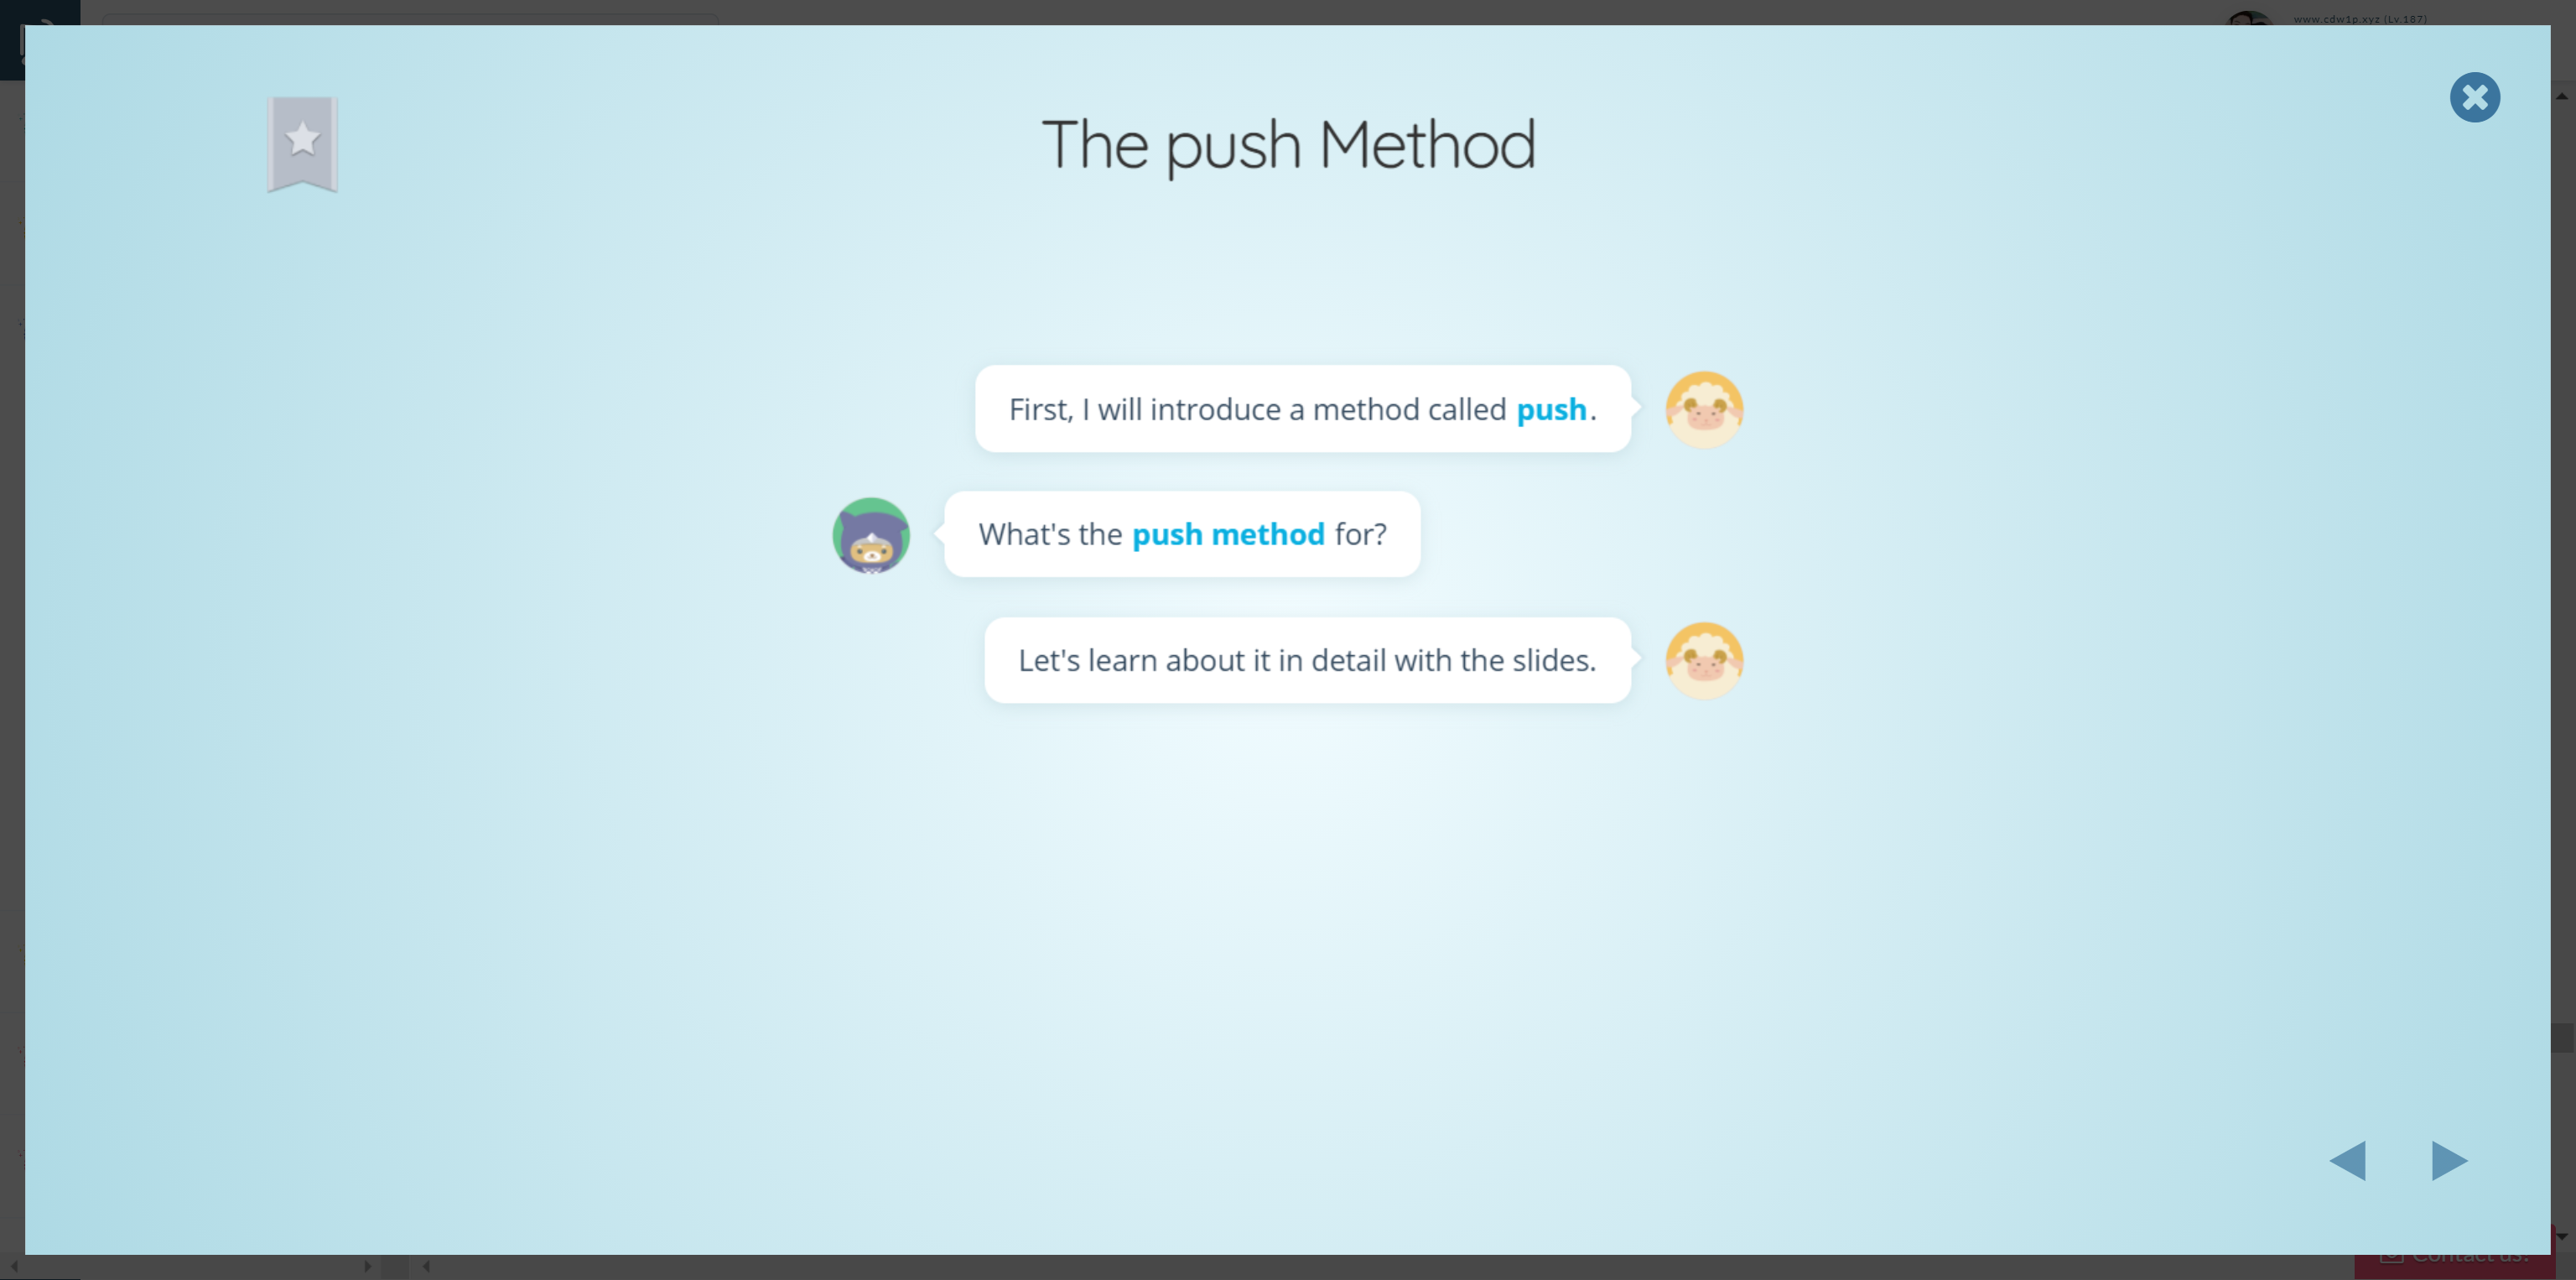 www.cdw1p.xyz (Lv.187)
The push Method
First, I will introduce a method called push.
What's the push method for?
Let's learn about it in detail with the slides.
Contact us!